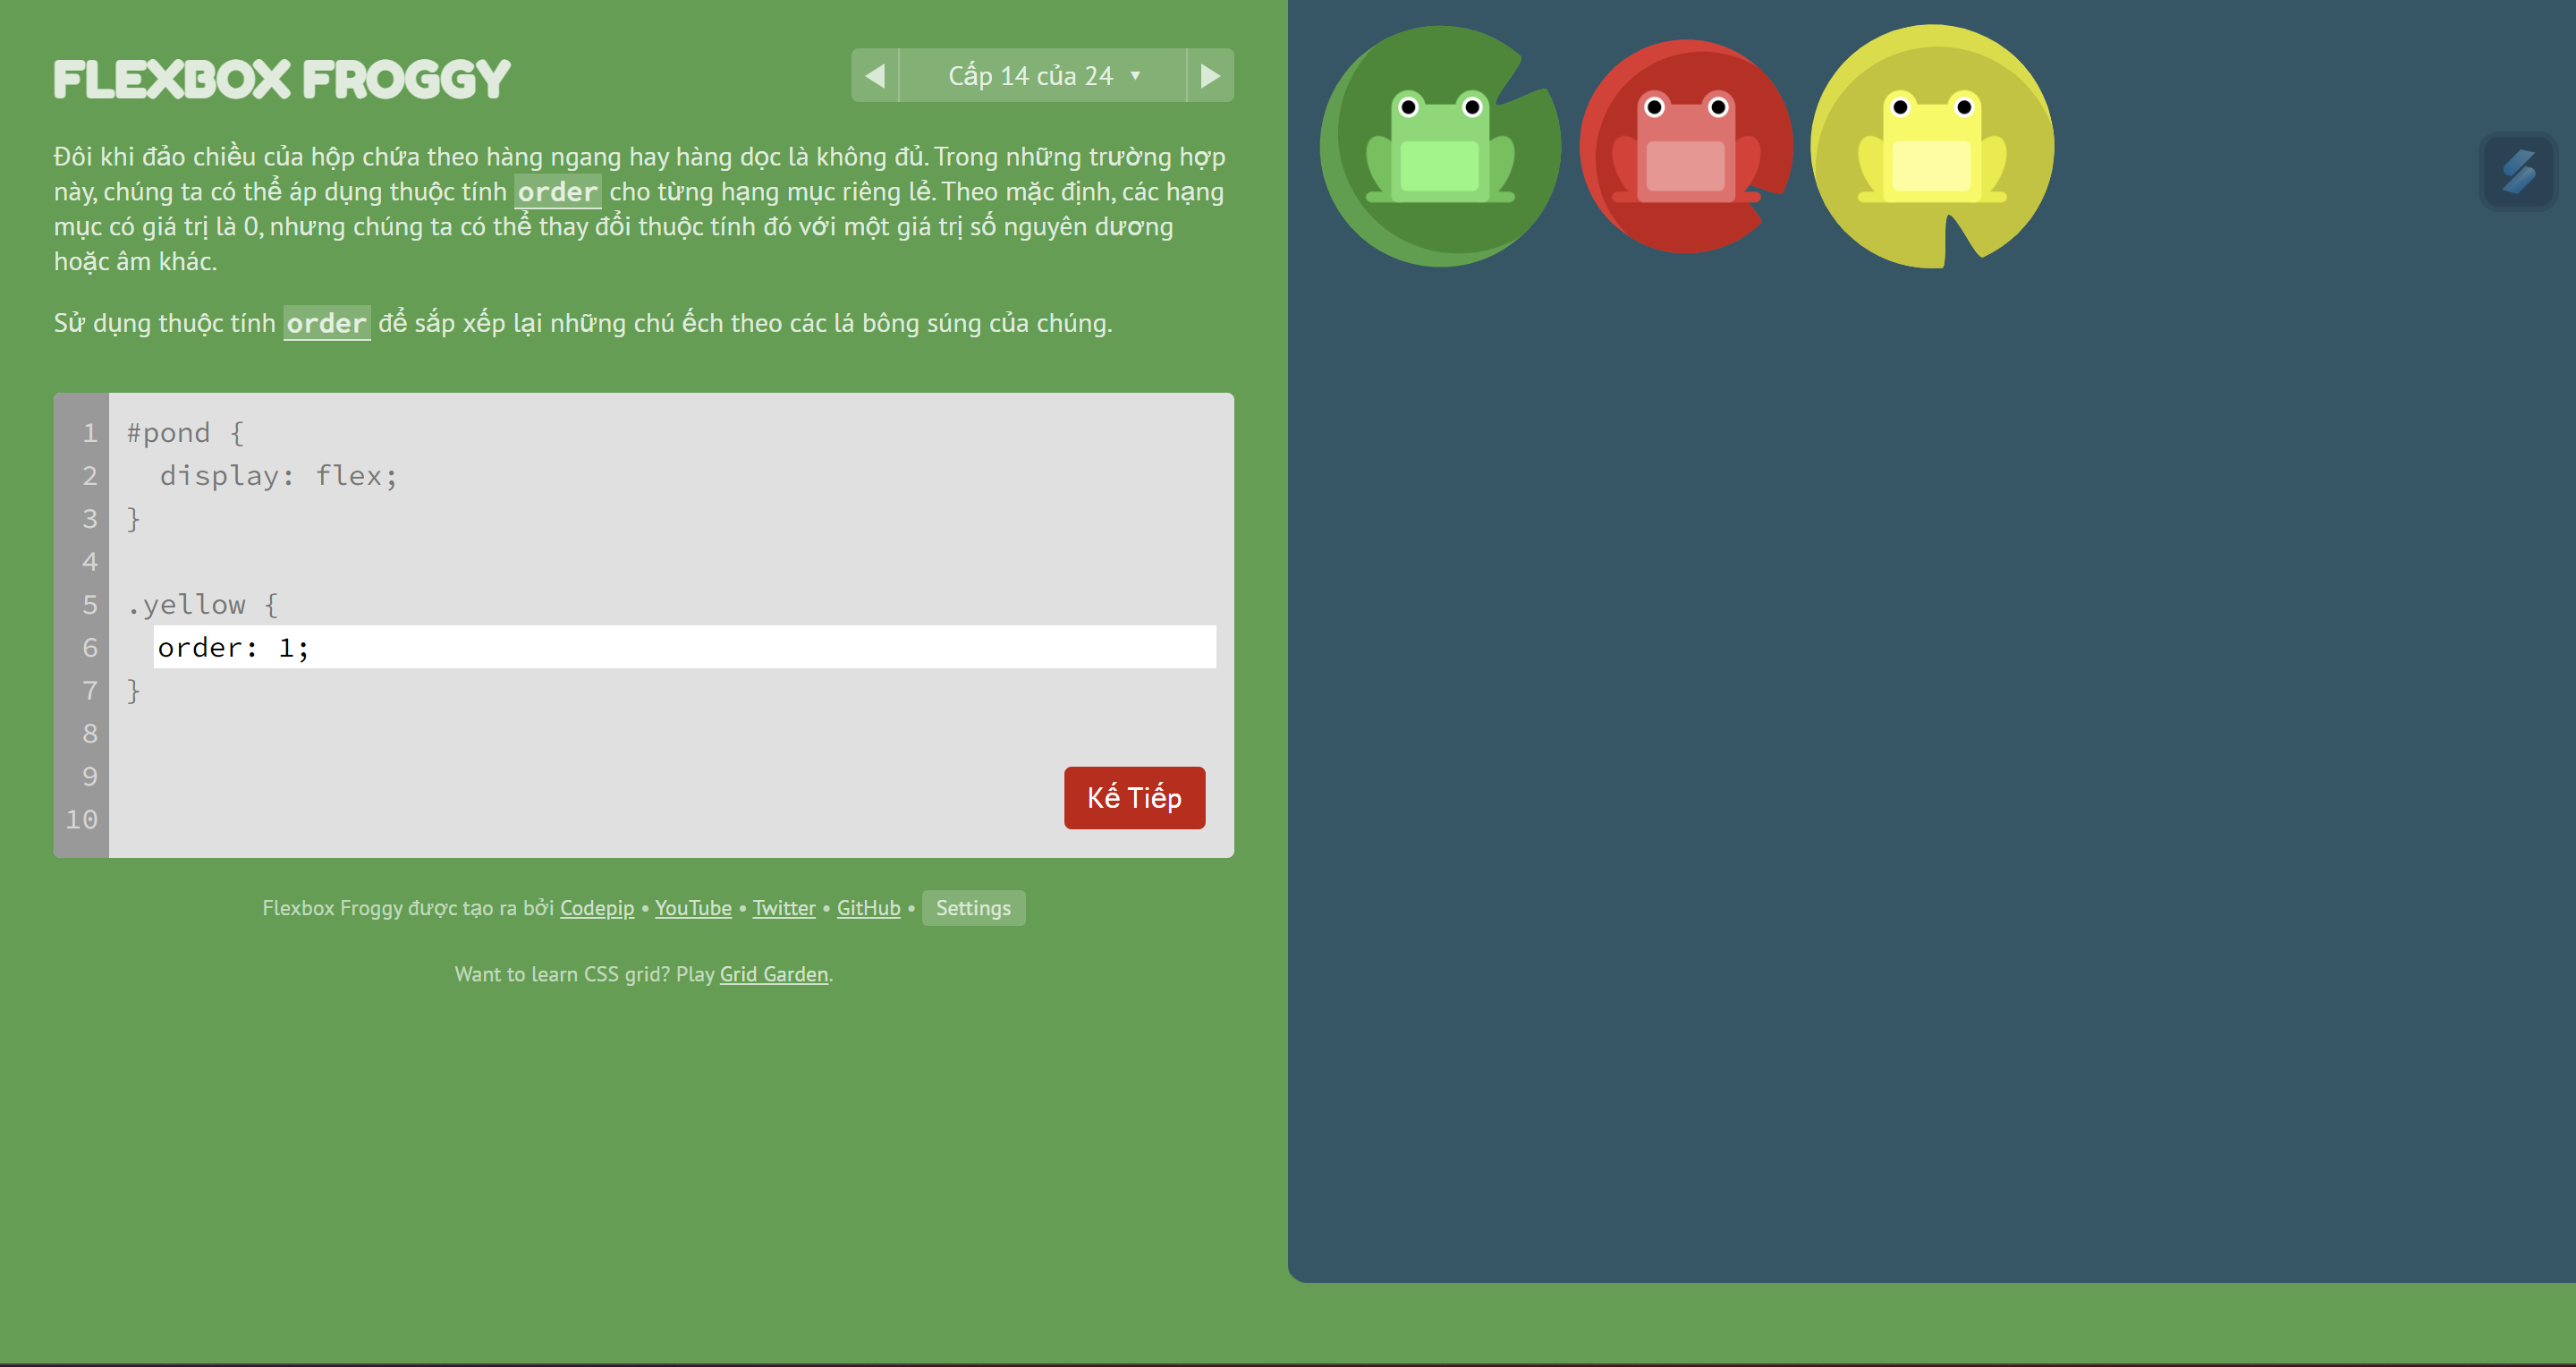 FLEXBOX FROGGY
Cấp 14 của 24 ▼
Đôi khi đảo chiều của hộp chứa theo hàng ngang hay hàng dọc là không đủ. Trong những trường hợp
này, chúng ta có thể áp dụng thuộc tính order cho từng hạng mục riêng lẻ. Theo mặc định, các hạng
mục có giá trị là 0, nhưng chúng ta có thể thay đổi thuộc tính đó với một giá trị số nguyên dương
hoặc âm khác.
Sử dụng thuộc tính order để sắp xếp lại những chú ếch theo các lá bông súng của chúng.
1 #pond {
2 display: flex;
3 }
4
5 .yellow {
6 order: 1;
7 }
8
9
10
Kế Tiếp
Flexbox Froggy được tạo ra bởi Codepip • YouTube • Twitter • GitHub • Settings
Want to learn CSS grid? Play Grid Garden.